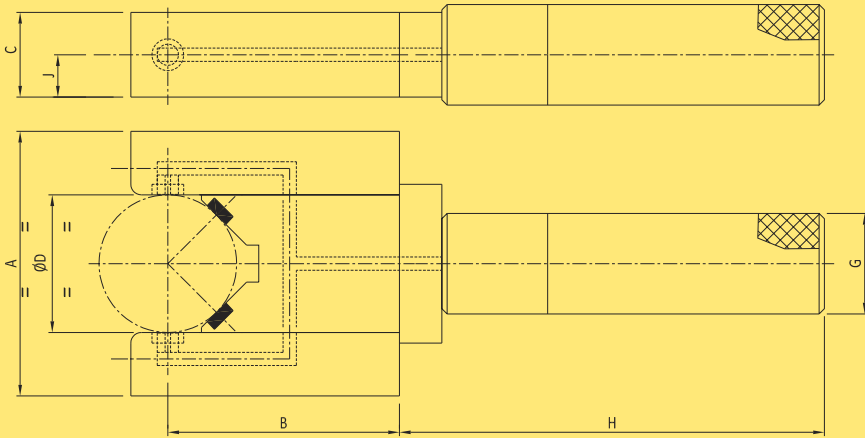 C
J
A
=
=
ØD
=
=
G
B
H